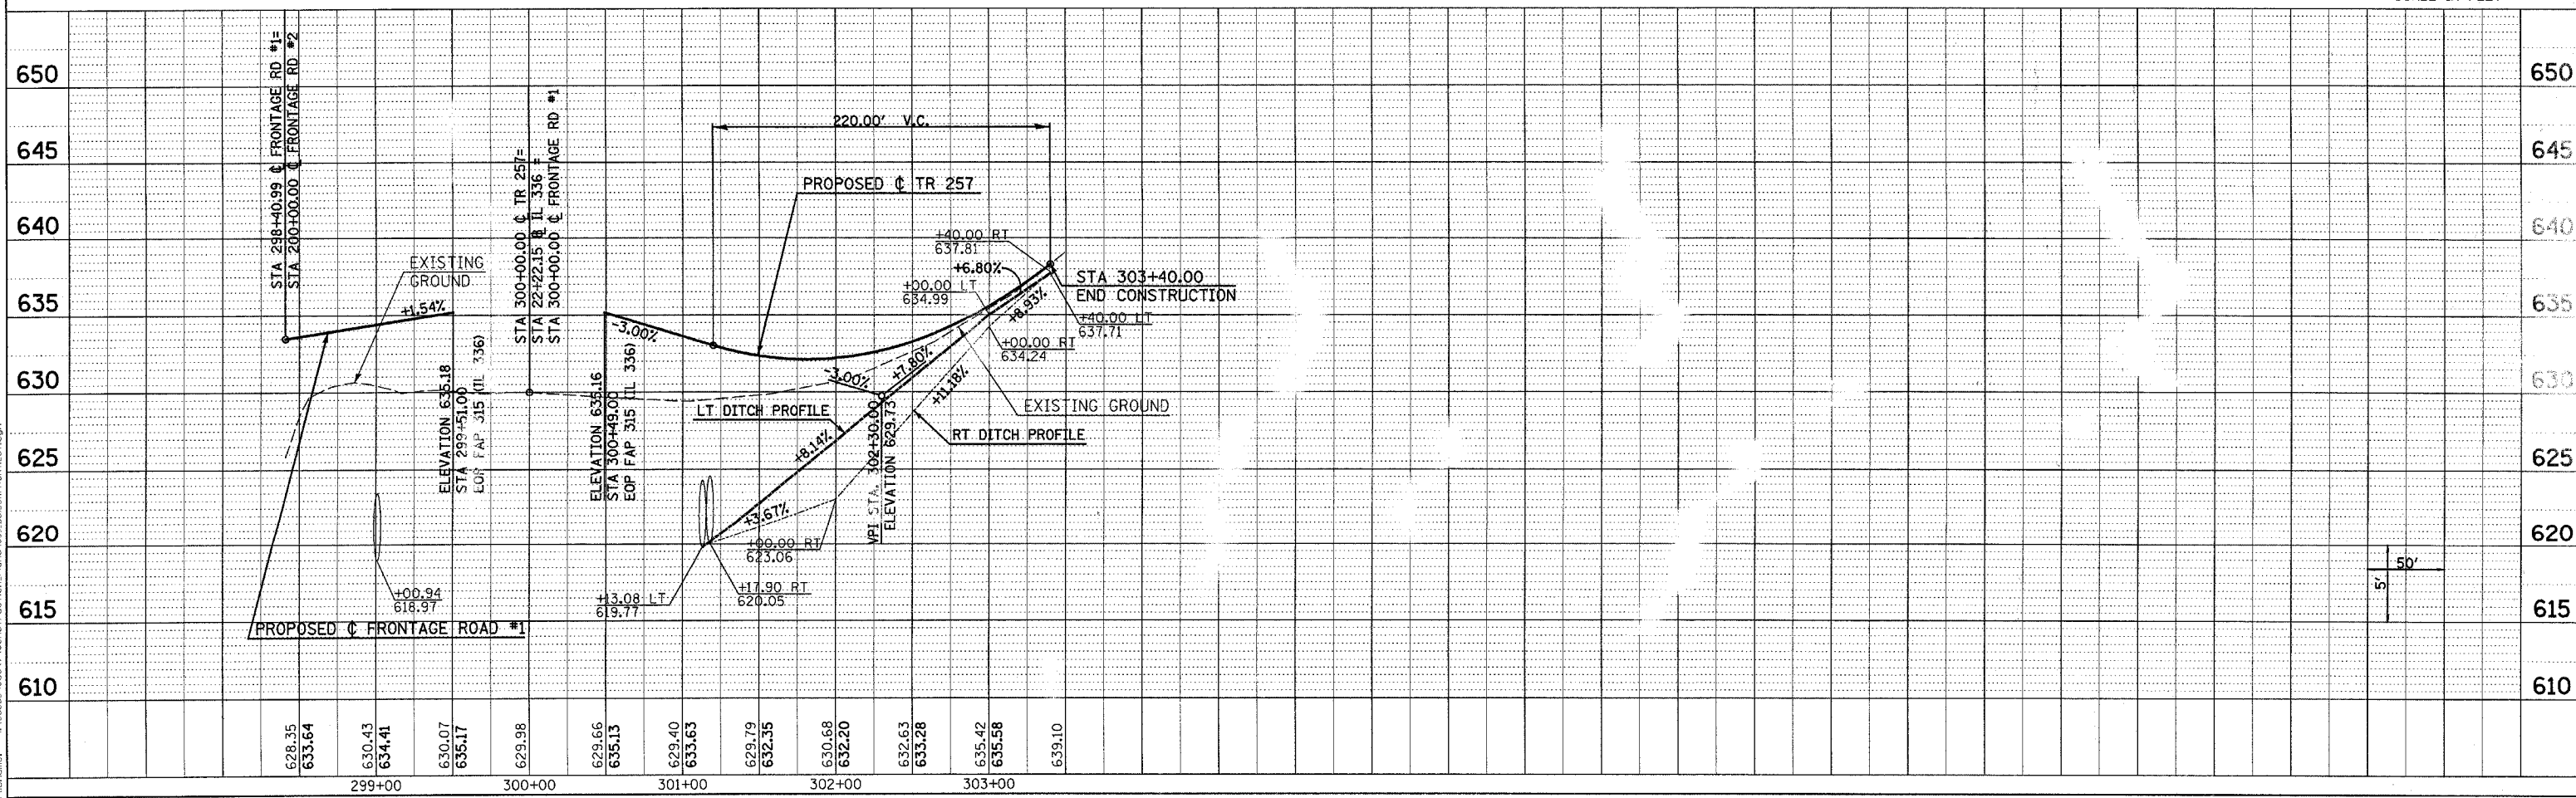 650
645
640
635
630
625
620
615
610
STA 298+40.99 ℄ FRONTAGE RD #1=
STA 200+00.00 ℄ FRONTAGE RD #2
EXISTING
GROUND
+1.54%
ELEVATION 635.18
STA 299+51.00
EOP FAP 315 (IL 336)
+00.94
618.97
PROPOSED ℄ FRONTAGE ROAD #1
STA 300+00.00 ℄ TR 257=
STA 22+22.15 IL 336 =
STA 300+00.00 ℄ FRONTAGE RD #1
ELEVATION 635.16
STA 300+49.00
EOP FAP 315 (IL 336)
-3.00%
220.00' V.C.
PROPOSED ℄ TR 257
+40.00 RT
637.81
+6.80%
+00.00 LT
634.99
STA 303+40.00
END CONSTRUCTION
+8.93%
+40.00 LT
637.71
+00.00 RT
634.24
+7.80%
-3.00%
+11.18%
EXISTING GROUND
LT DITCH PROFILE
RT DITCH PROFILE
+8.14%
VPI STA. 302+30.00
ELEVATION 629.73
+3.67%
+00.00 RT
623.06
+17.90 RT
620.05
+13.08 LT
619.77
650
645
640
635
630
625
620
615
610
50'
5'
628.35
633.64
630.43
634.41
630.07
635.17
629.98
629.66
635.13
629.40
633.63
629.79
632.35
630.68
632.20
632.63
633.28
635.42
635.58
639.10
299+00
300+00
301+00
302+00
303+00